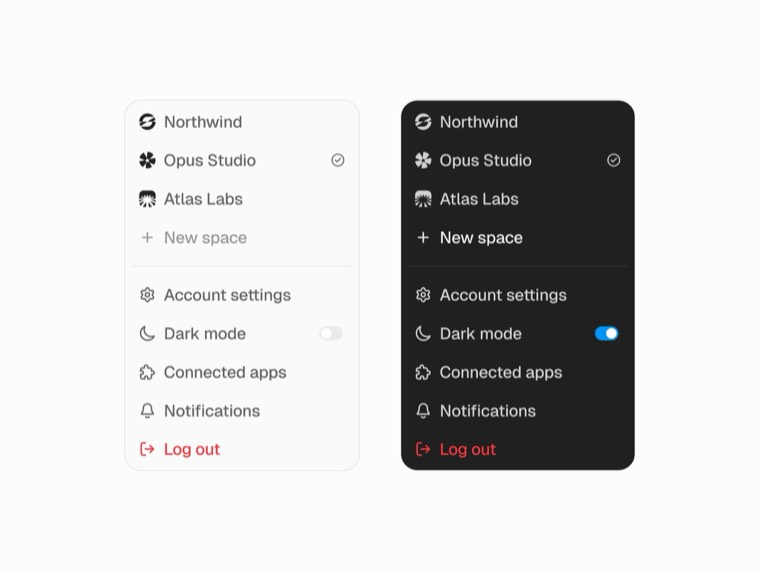 Northwind
Opus Studio
Atlas Labs
New space
Account settings
Dark mode
Connected apps
Notifications
Log out
Northwind
Opus Studio
Atlas Labs
New space
Account settings
Dark mode
Connected apps
Notifications
Log out